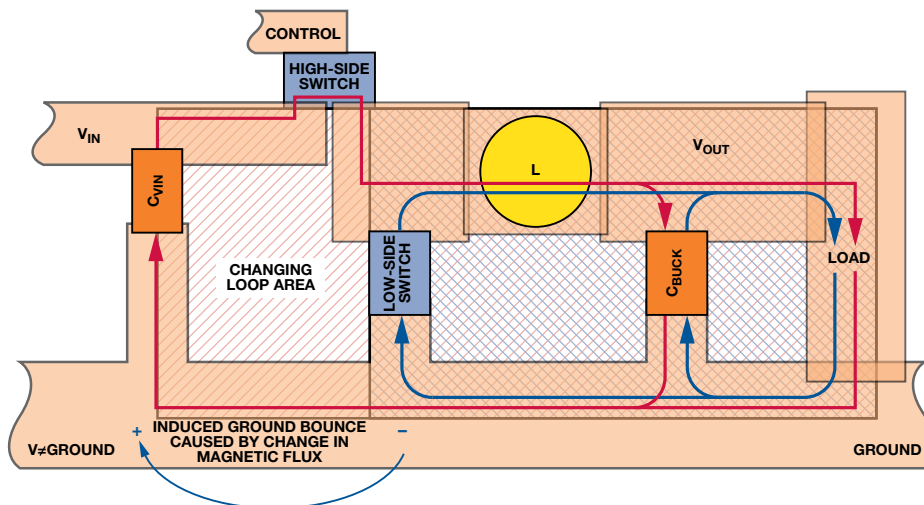 CONTROL
HIGH-SIDE
SWITCH
VIN
CVIN
L
VOUT
LOW-SIDE
SWITCH
CBUCK
LOAD
CHANGING
LOOP AREA
+
INDUCED GROUND BOUNCE
CAUSED BY CHANGE IN
MAGNETIC FLUX
−
V≠GROUND
GROUND